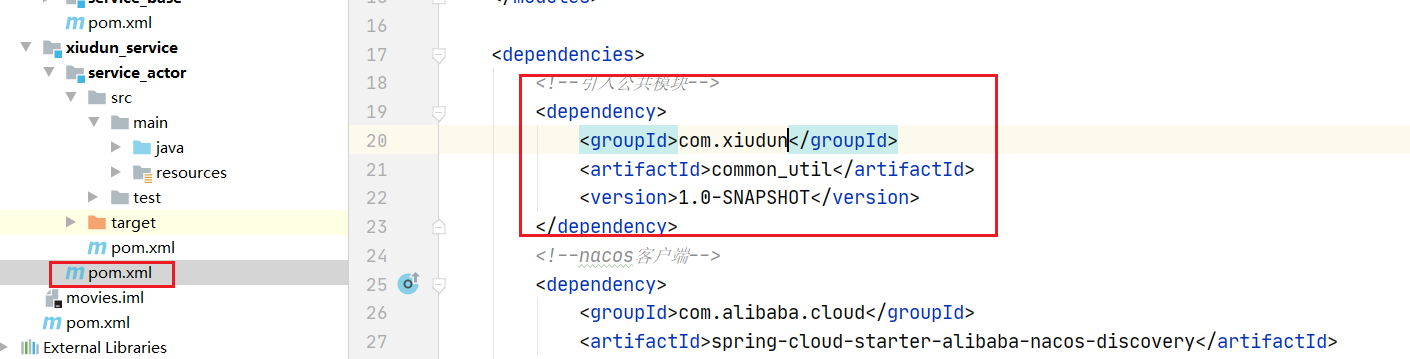 service_base
pom.xml
xiudun_service
service_actor
src
main
java
resources
test
target
pom.xml
pom.xml
movies.iml
pom.xml
External Libraries
</modules>
16
17 <dependencies>
18 <!--引入公共模块-->
19 <dependency>
20 <groupId>com.xiudun</groupId>
21 <artifactId>common_util</artifactId>
22 <version>1.0-SNAPSHOT</version>
23 </dependency>
24 <!--nacos客户端-->
25 <dependency>
26 <groupId>com.alibaba.cloud</groupId>
27 <artifactId>spring-cloud-starter-alibaba-nacos-discovery</artifactId>